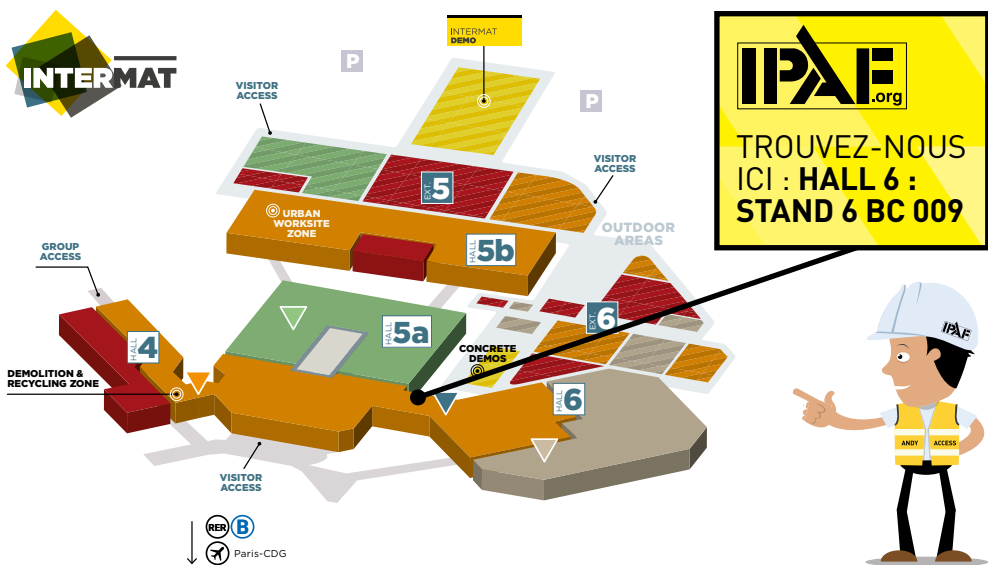 INTERMAT
INTERMAT
DEMO
P
P
VISITOR
ACCESS
VISITOR
ACCESS
EXT. 5
URBAN
WORKSITE
ZONE
HALL 5b
OUTDOOR
AREAS
GROUP
ACCESS
HALL 4
HALL 5a
EXT. 6
CONCRETE
DEMOS
DEMOLITION &
RECYCLING ZONE
HALL 6
VISITOR
ACCESS
RER B
Paris-CDG
IPAF
.org
TROUVEZ-NOUS
ICI : HALL 6 :
STAND 6 BC 009
IPAF
ANDY ACCESS